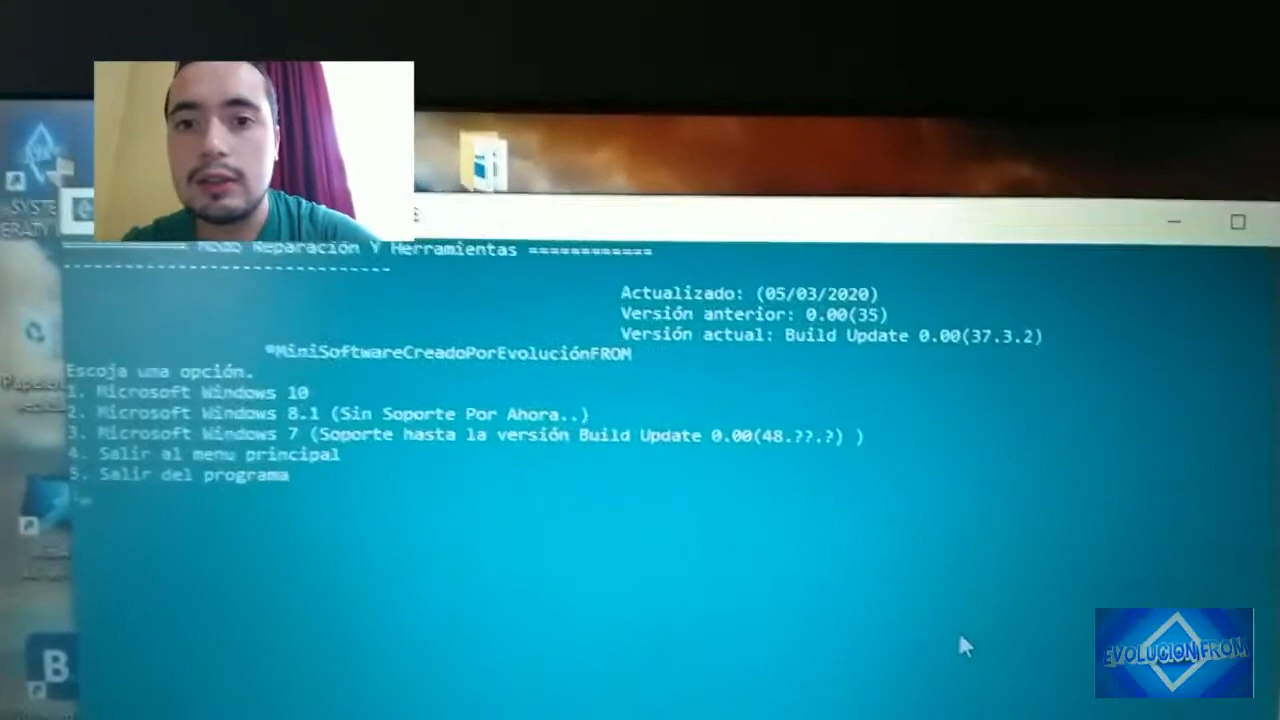 Modo Reparación Y Herramientas ============
-------------------------------
Actualizado: (05/03/2020)
Versión anterior: 0.00(35)
Versión actual: Build Update 0.00(37.3.2)
®MiniSoftwareCreadoPorEvoluciónFROM
Escoja una opción.
1. Microsoft Windows 10
2. Microsoft Windows 8.1 (Sin Soporte Por Ahora..)
3. Microsoft Windows 7 (Soporte hasta la versión Build Update 0.00(48.??.?) )
4. Salir al menu principal
5. Salir del programa
B
EVOLUCION FROM